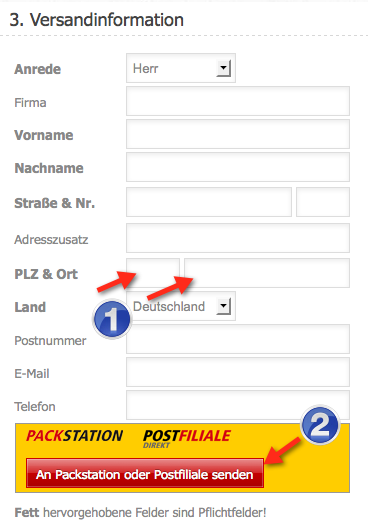 3. Versandinformation
Anrede Herr
Firma
Vorname
Nachname
Straße & Nr.
Adresszusatz
PLZ & Ort
1
Land Deutschland
Postnummer
E-Mail
Telefon
2
PACKSTATION POSTFILIALE
DIREKT
An Packstation oder Postfiliale senden
Fett hervorgehobene Felder sind Pflichtfelder!